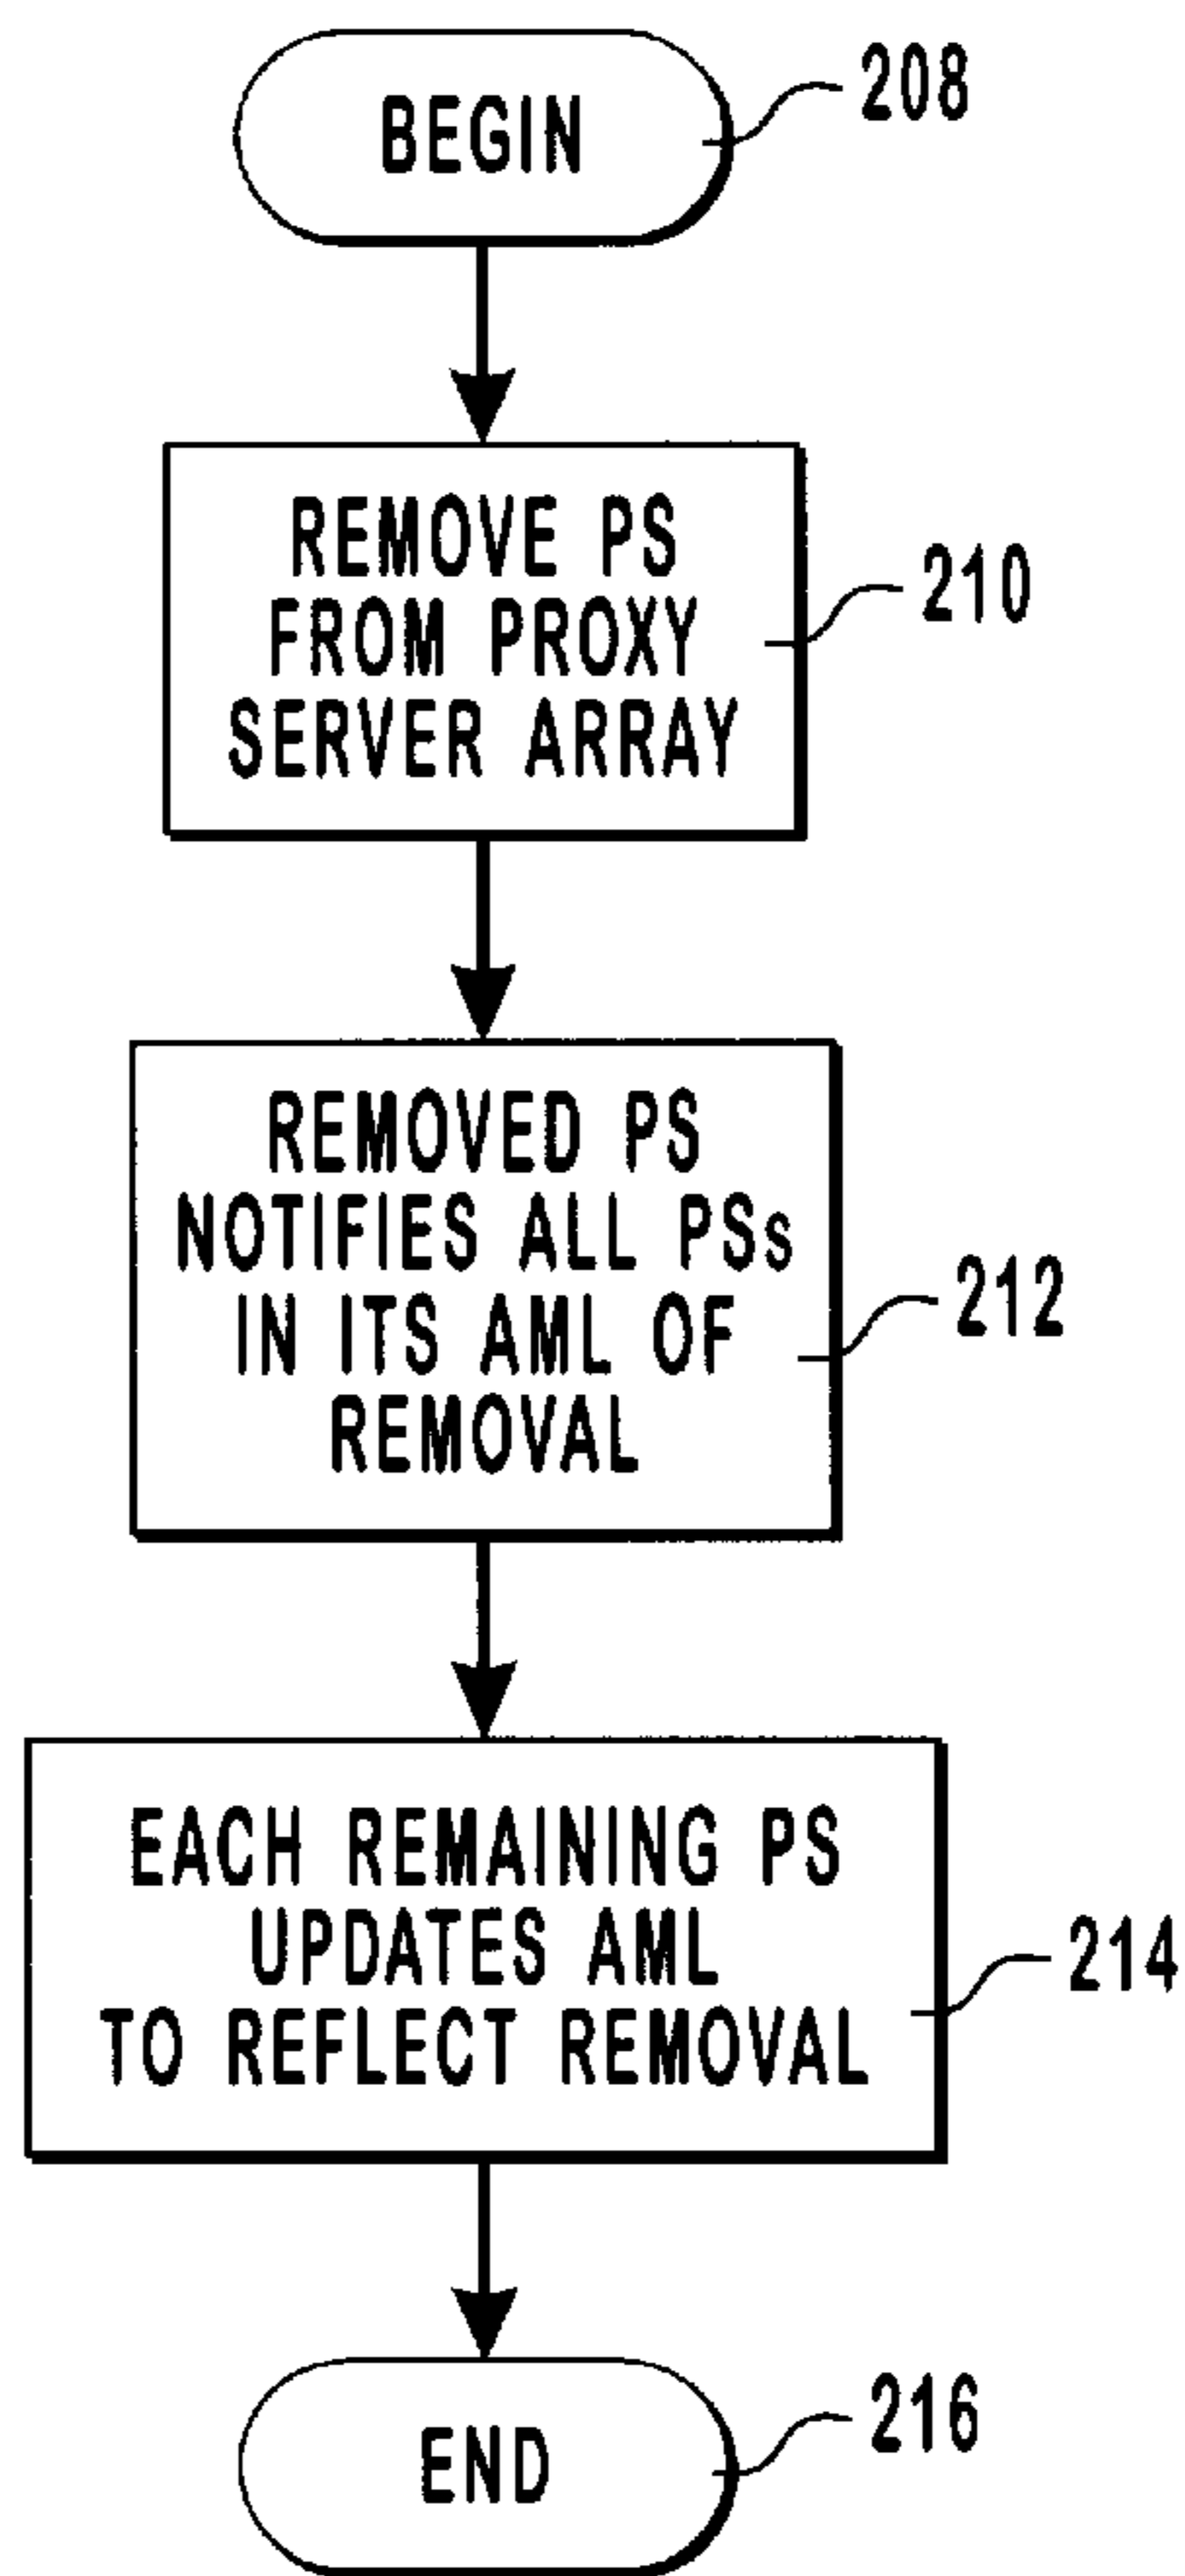 BEGIN
208
REMOVE PS
FROM PROXY
SERVER ARRAY
210
REMOVED PS
NOTIFIES ALL PSs
IN ITS AML OF
REMOVAL
212
EACH REMAINING PS
UPDATES AML
TO REFLECT REMOVAL
214
END
216